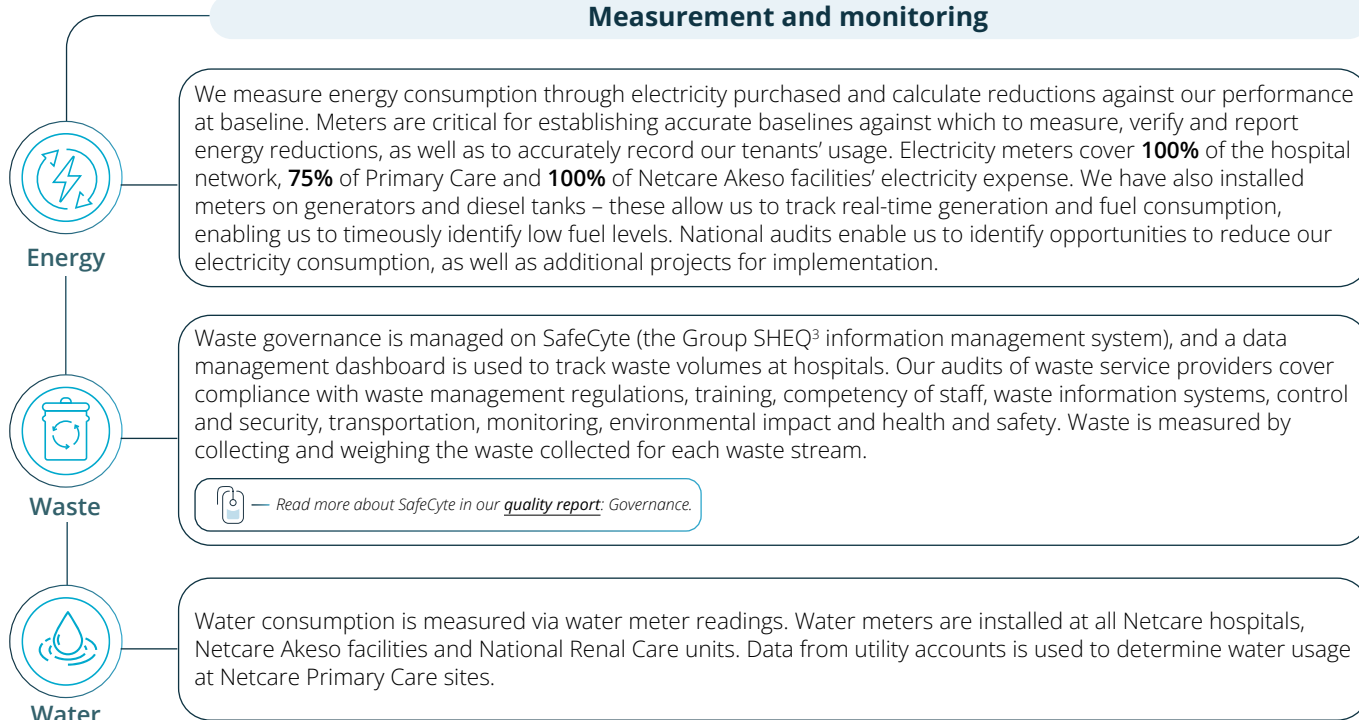 Measurement and monitoring
We measure energy consumption through electricity purchased and calculate reductions against our performance
at baseline. Meters are critical for establishing accurate baselines against which to measure, verify and report
energy reductions, as well as to accurately record our tenants’ usage. Electricity meters cover 100% of the hospital
network, 75% of Primary Care and 100% of Netcare Akeso facilities’ electricity expense. We have also installed
meters on generators and diesel tanks – these allow us to track real-time generation and fuel consumption,
enabling us to timeously identify low fuel levels. National audits enable us to identify opportunities to reduce our
electricity consumption, as well as additional projects for implementation.
Energy
Waste governance is managed on SafeCyte (the Group SHEQ³ information management system), and a data
management dashboard is used to track waste volumes at hospitals. Our audits of waste service providers cover
compliance with waste management regulations, training, competency of staff, waste information systems, control
and security, transportation, monitoring, environmental impact and health and safety. Waste is measured by
collecting and weighing the waste collected for each waste stream.
Read more about SafeCyte in our quality report: Governance.
Waste
Water consumption is measured via water meter readings. Water meters are installed at all Netcare hospitals,
Netcare Akeso facilities and National Renal Care units. Data from utility accounts is used to determine water usage
at Netcare Primary Care sites.
Water